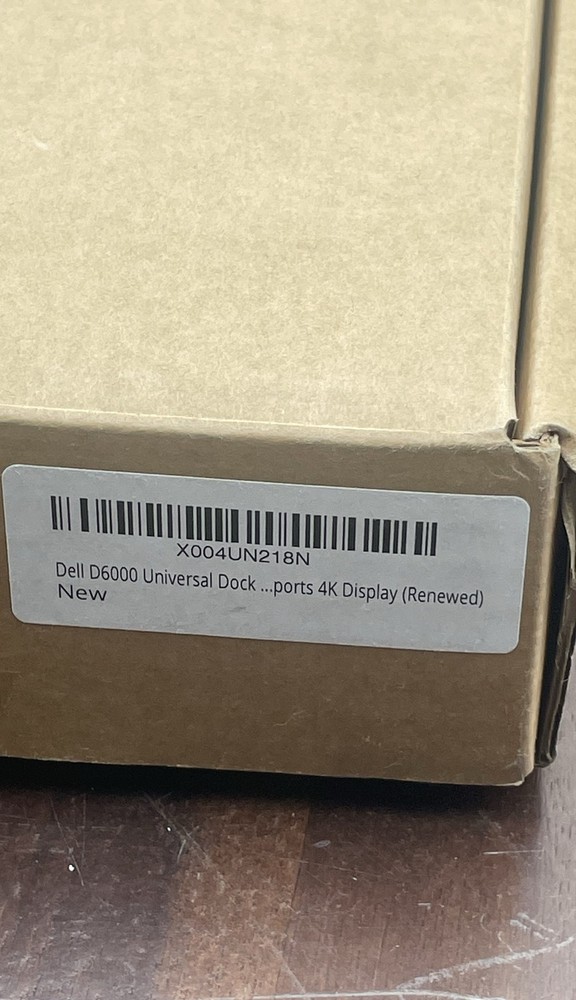 X004UN218N
Dell D6000 Universal Dock ...ports 4K Display (Renewed)
New